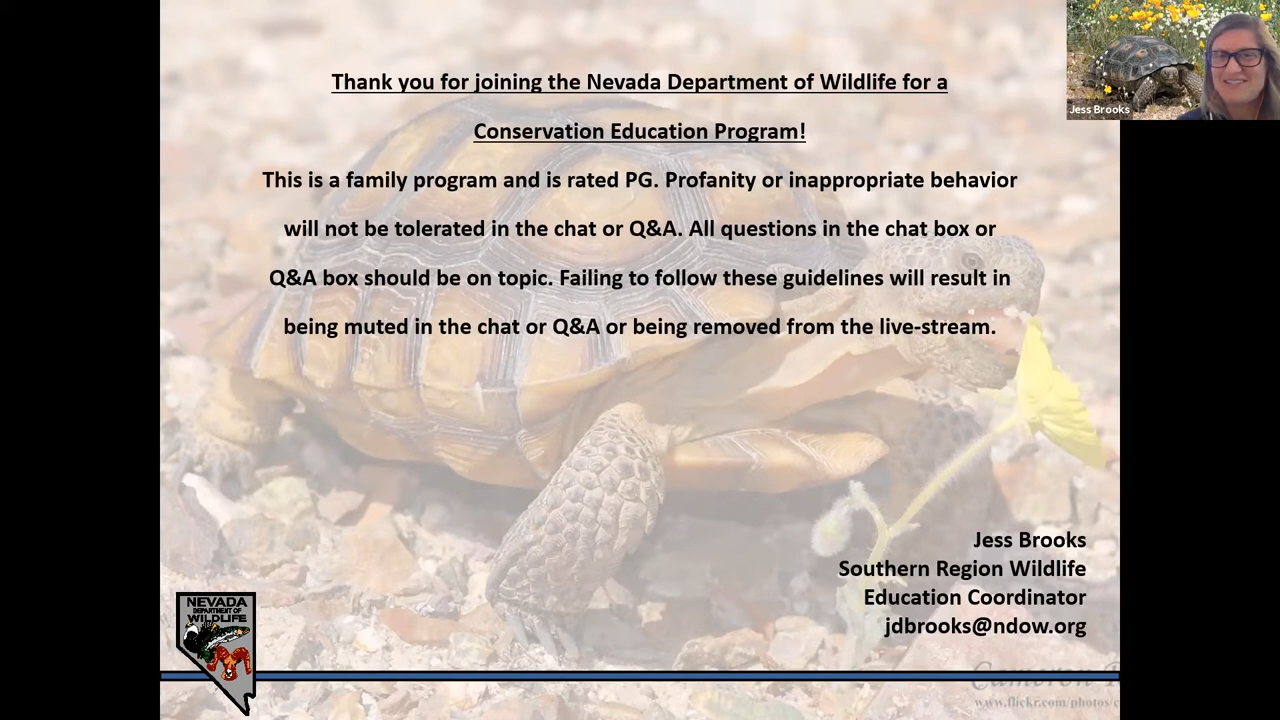 Jess Brooks
Thank you for joining the Nevada Department of Wildlife for a
Conservation Education Program!
This is a family program and is rated PG. Profanity or inappropriate behavior
will not be tolerated in the chat or Q&A. All questions in the chat box or
Q&A box should be on topic. Failing to follow these guidelines will result in
being muted in the chat or Q&A or being removed from the live-stream.
Jess Brooks
Southern Region Wildlife
Education Coordinator
jdbrooks@ndow.org
NEVADA
DEPARTMENT OF
WILDLIFE
Cameron
www.flickr.com/photos/